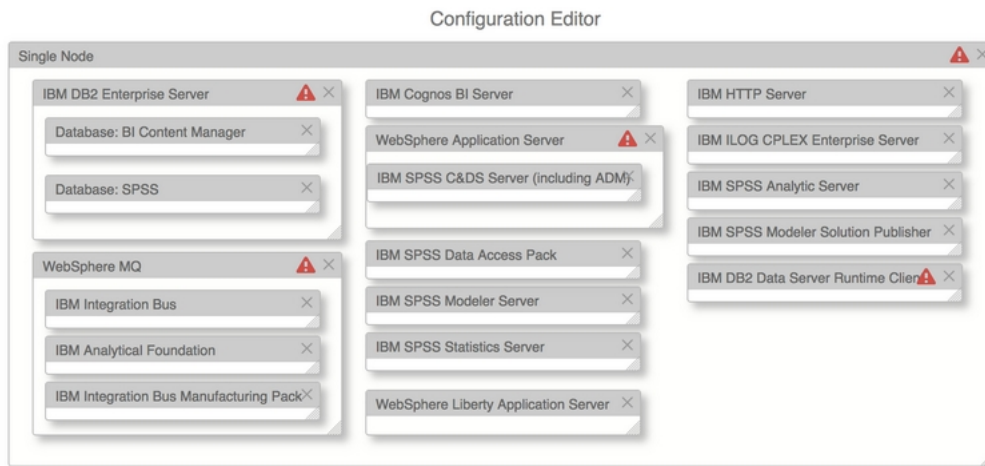 Configuration Editor
Single Node
IBM DB2 Enterprise Server
Database: BI Content Manager
Database: SPSS
WebSphere MQ
IBM Integration Bus
IBM Analytical Foundation
IBM Integration Bus Manufacturing Pack
IBM Cognos BI Server
WebSphere Application Server
IBM SPSS C&DS Server (including ADM)
IBM SPSS Data Access Pack
IBM SPSS Modeler Server
IBM SPSS Statistics Server
WebSphere Liberty Application Server
IBM HTTP Server
IBM ILOG CPLEX Enterprise Server
IBM SPSS Analytic Server
IBM SPSS Modeler Solution Publisher
IBM DB2 Data Server Runtime Client